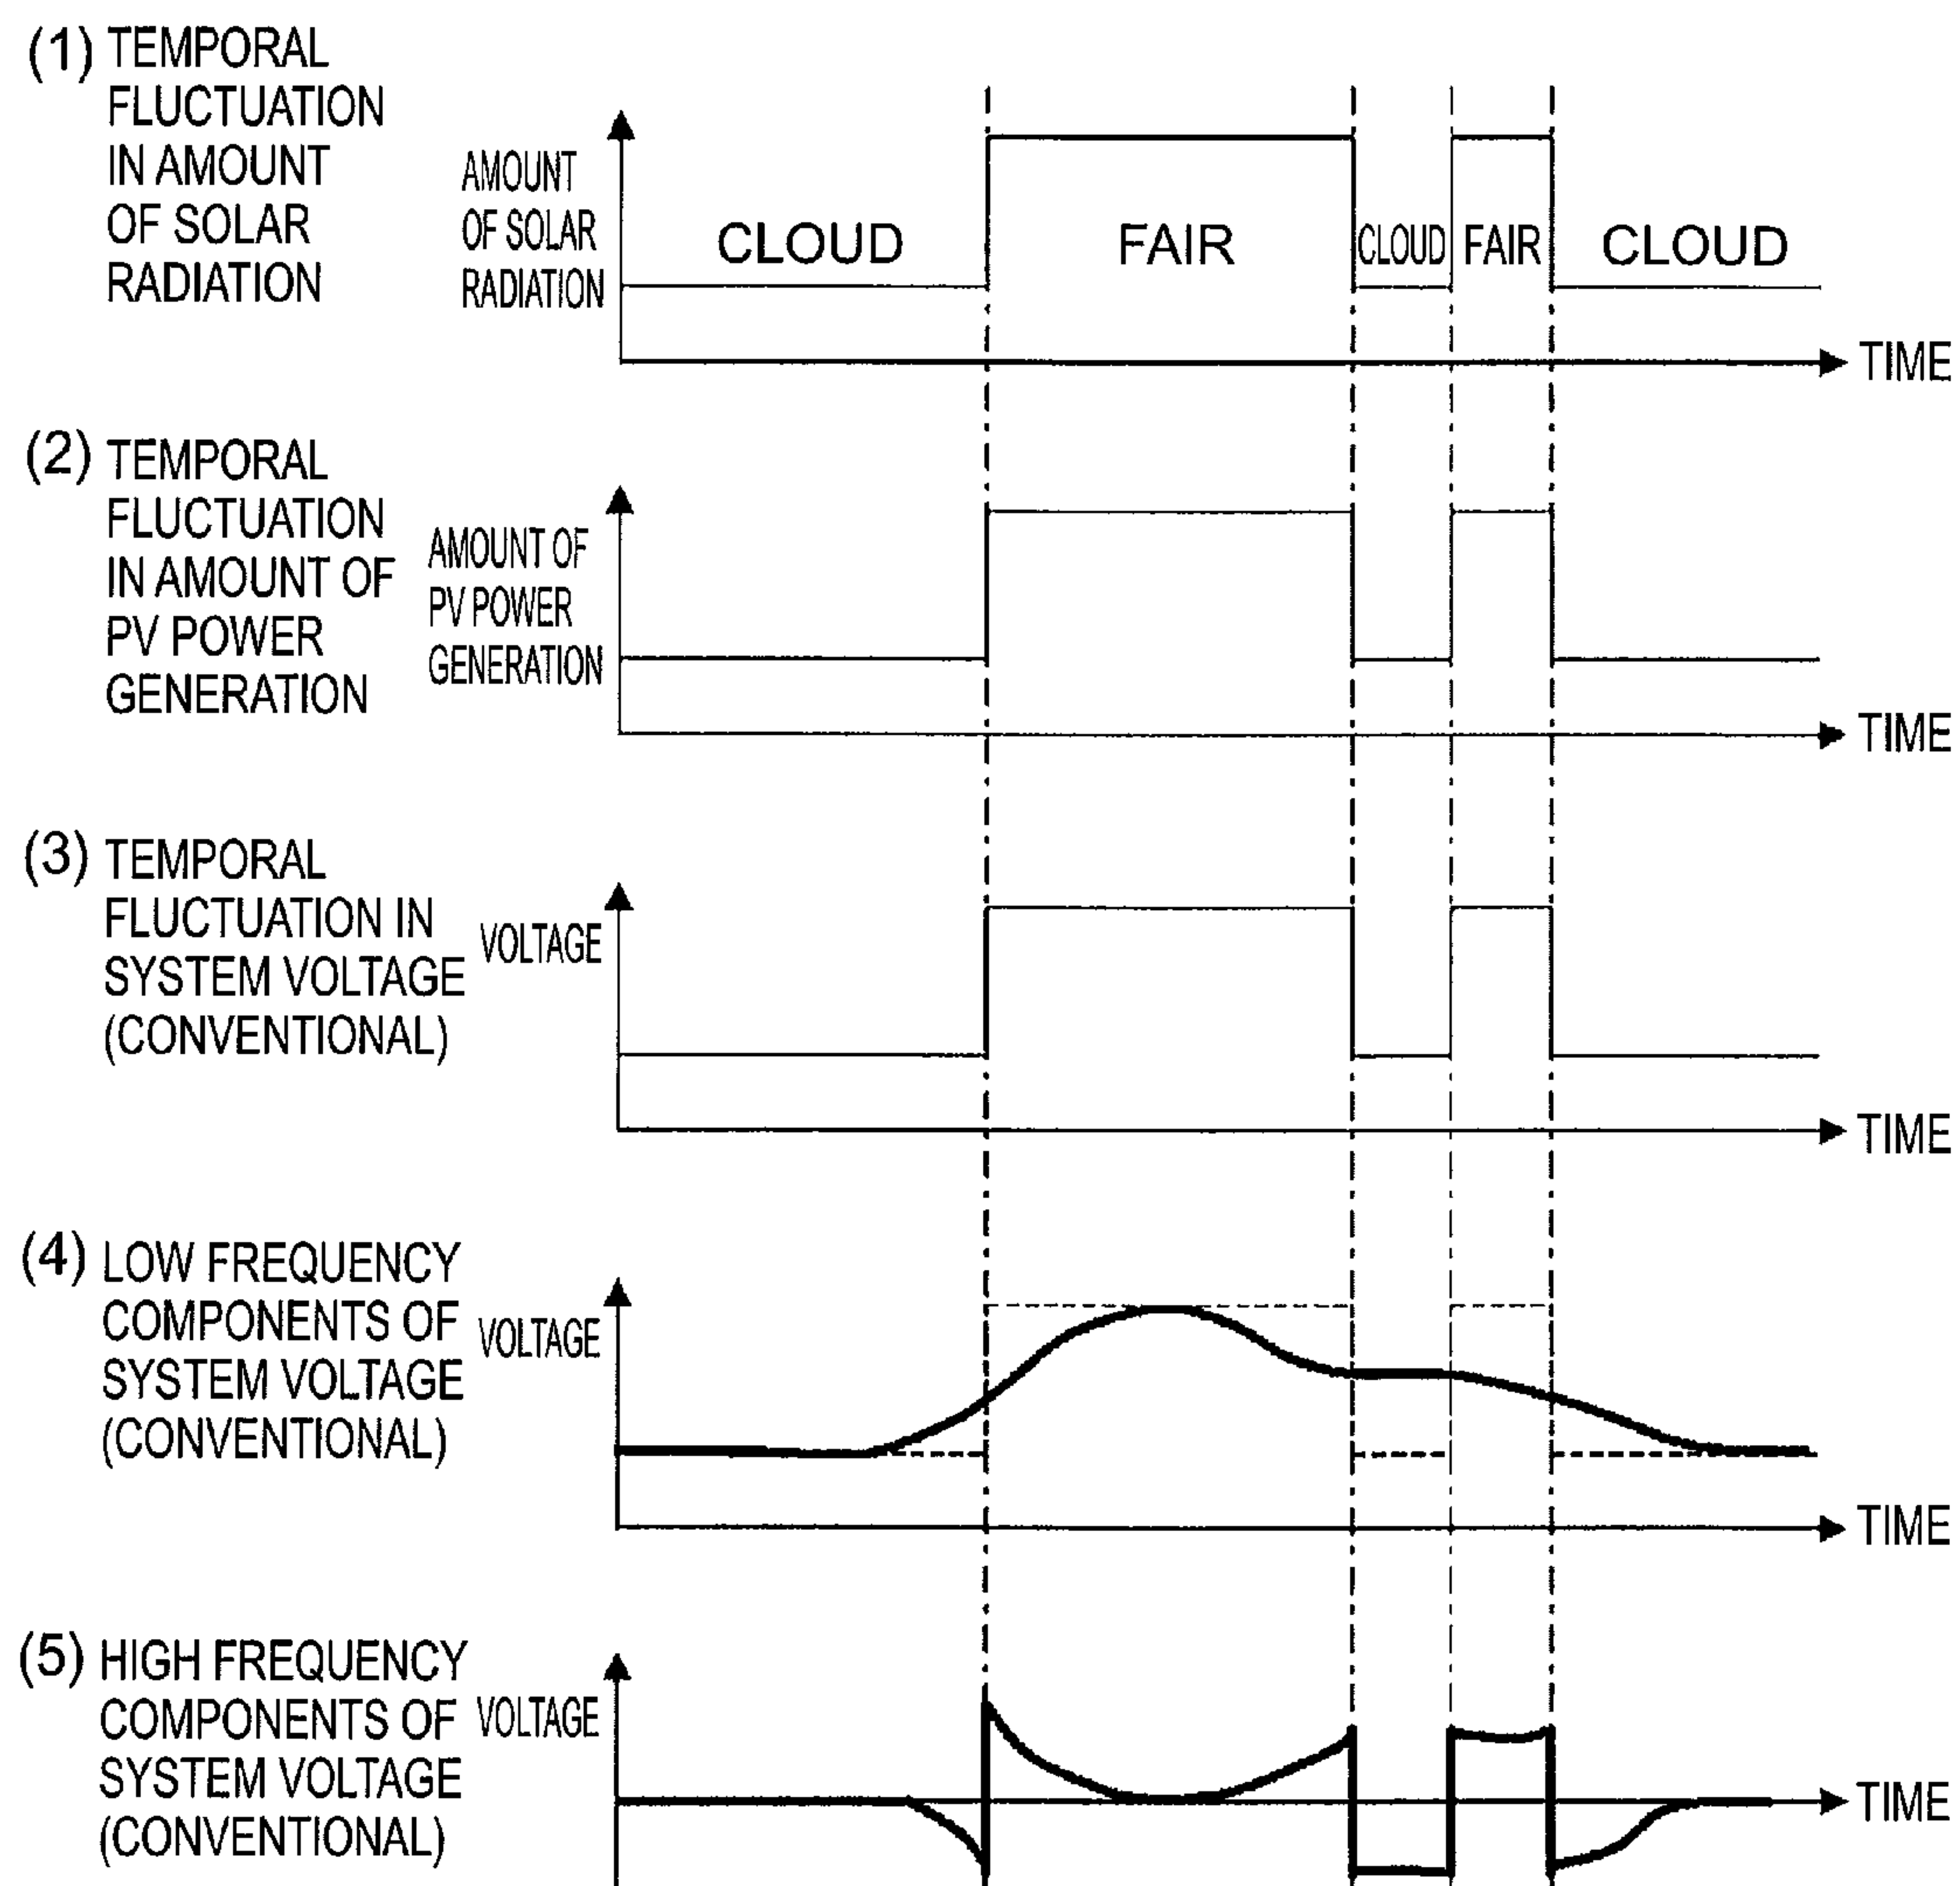 (1) TEMPORAL
FLUCTUATION
IN AMOUNT
OF SOLAR
RADIATION
AMOUNT
OF SOLAR
RADIATION
CLOUD
FAIR
CLOUD
FAIR
CLOUD
TIME
(2) TEMPORAL
FLUCTUATION
IN AMOUNT OF
PV POWER
GENERATION
AMOUNT OF
PV POWER
GENERATION
TIME
(3) TEMPORAL
FLUCTUATION IN
SYSTEM VOLTAGE
(CONVENTIONAL)
VOLTAGE
TIME
(4) LOW FREQUENCY
COMPONENTS OF
SYSTEM VOLTAGE
(CONVENTIONAL)
VOLTAGE
TIME
(5) HIGH FREQUENCY
COMPONENTS OF
SYSTEM VOLTAGE
(CONVENTIONAL)
VOLTAGE
TIME